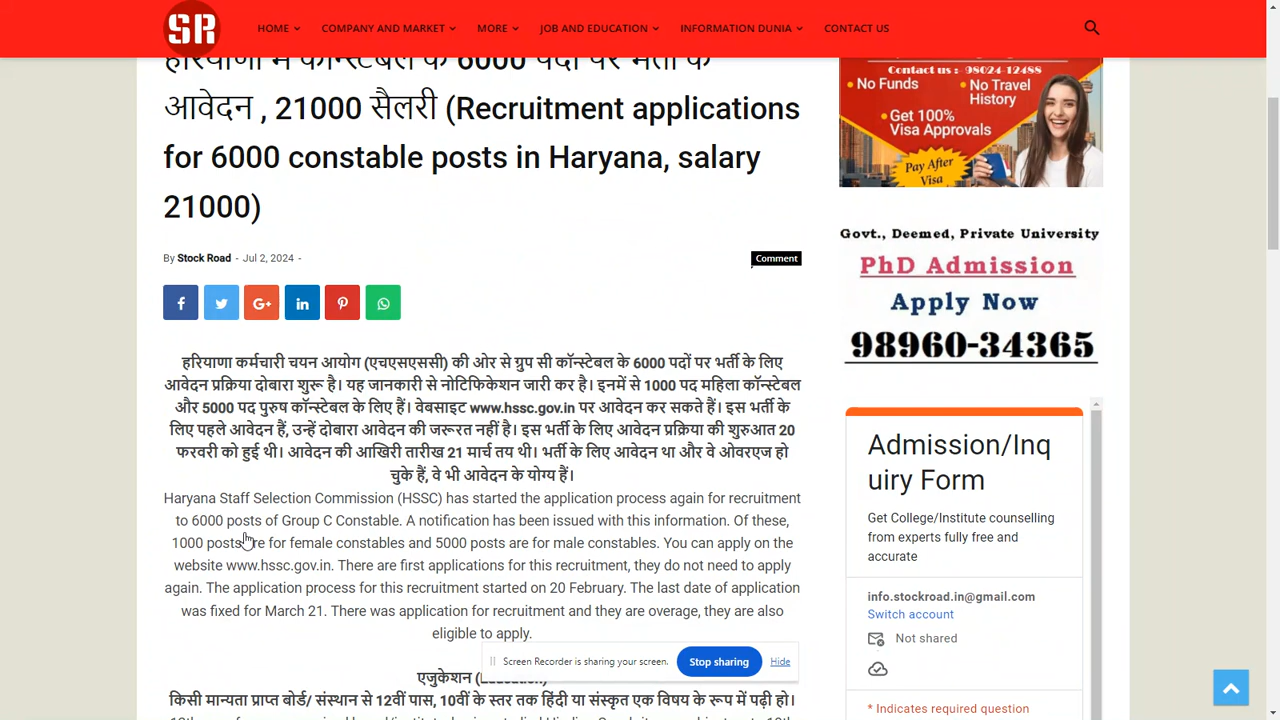 SR
HOME
COMPANY AND MARKET
MORE
JOB AND EDUCATION
INFORMATION DUNIA
CONTACT US
हरियाणा में कॉन्स्टेबल के 6000 पदों पर भर्ती के
आवेदन , 21000 सैलरी (Recruitment applications
for 6000 constable posts in Haryana, salary
21000)
By Stock Road - Jul 2, 2024 -
Comment
हरियाणा कर्मचारी चयन आयोग (एचएसएससी) की ओर से ग्रुप सी कॉन्स्टेबल के 6000 पदों पर भर्ती के लिए
आवेदन प्रक्रिया दोबारा शुरू है। यह जानकारी से नोटिफिकेशन जारी कर है। इनमें से 1000 पद महिला कॉन्स्टेबल
और 5000 पद पुरुष कॉन्स्टेबल के लिए हैं। वेबसाइट www.hssc.gov.in पर आवेदन कर सकते हैं। इस भर्ती के
लिए पहले आवेदन हैं, उन्हें दोबारा आवेदन की जरूरत नहीं है। इस भर्ती के लिए आवेदन प्रक्रिया की शुरुआत 20
फरवरी को हुई थी। आवेदन की आखिरी तारीख 21 मार्च तय थी। भर्ती के लिए आवेदन था और वे ओवरएज हो
चुके हैं, वे भी आवेदन के योग्य हैं।
Haryana Staff Selection Commission (HSSC) has started the application process again for recruitment
to 6000 posts of Group C Constable. A notification has been issued with this information. Of these,
1000 posts are for female constables and 5000 posts are for male constables. You can apply on the
website www.hssc.gov.in. There are first applications for this recruitment, they do not need to apply
again. The application process for this recruitment started on 20 February. The last date of application
was fixed for March 21. There was application for recruitment and they are overage, they are also
eligible to apply.
एजुकेशन (Education)
किसी मान्यता प्राप्त बोर्ड/ संस्थान से 12वीं पास, 10वीं के स्तर तक हिंदी या संस्कृत एक विषय के रूप में पढ़ी हो।
Screen Recorder is sharing your screen.
Stop sharing
Hide
Contact us :- 98024-12488
No Funds
No Travel
History
Get 100%
Visa Approvals
Pay After
Visa
Govt., Deemed, Private University
PhD Admission
Apply Now
98960-34365
Admission/Inq
uiry Form
Get College/Institute counselling
from experts fully free and
accurate
info.stockroad.in@gmail.com
Switch account
Not shared
* Indicates required question